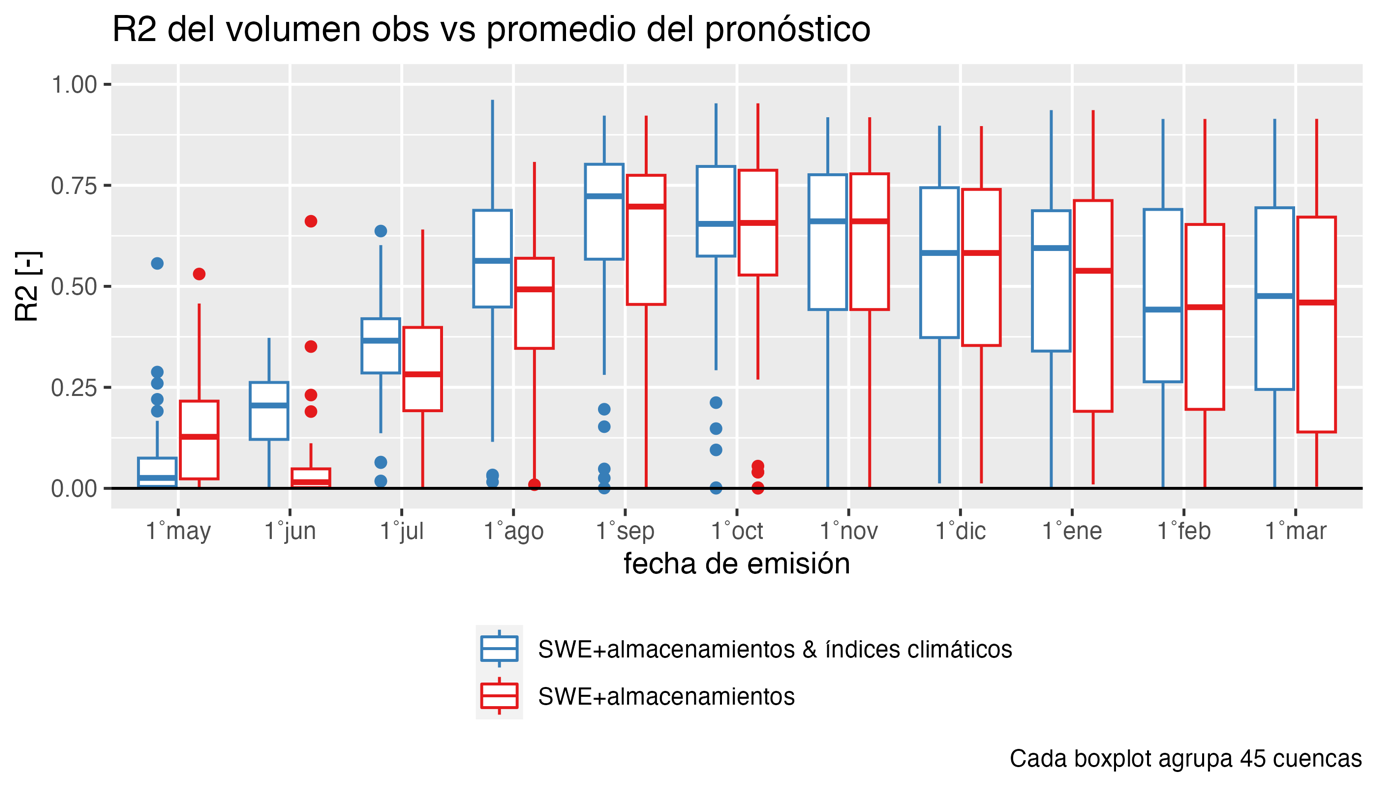 R2 del volumen obs vs promedio del pronóstico
R2 [-]
1.00
0.75
0.50
0.25
0.00
1°may 1°jun 1°jul 1°ago 1°sep 1°oct 1°nov 1°dic 1°ene 1°feb 1°mar
fecha de emisión
SWE+almacenamientos & índices climáticos
SWE+almacenamientos
Cada boxplot agrupa 45 cuencas